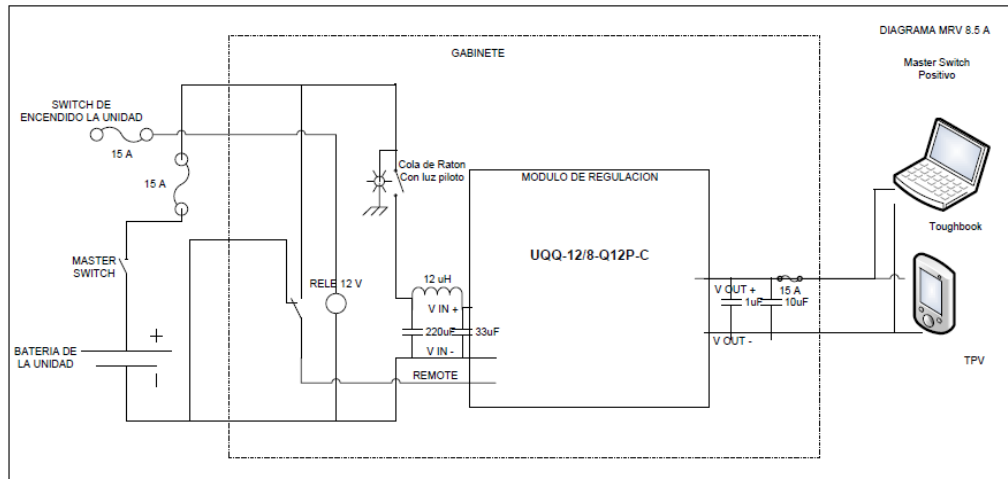 DIAGRAMA MRV 8.5 A
Master Switch
Positivo
GABINETE
SWITCH DE
ENCENDIDO LA UNIDAD
15 A
15 A
Cola de Raton
Con luz piloto
MODULO DE REGULACION
UQQ-12/8-Q12P-C
Toughbook
MASTER
SWITCH
RELE 12 V
12 uH
V IN +
220uF
33uF
V IN -
REMOTE
V OUT +
1uF
15 A
10uF
V OUT -
TPV
BATERIA DE
LA UNIDAD
+
-